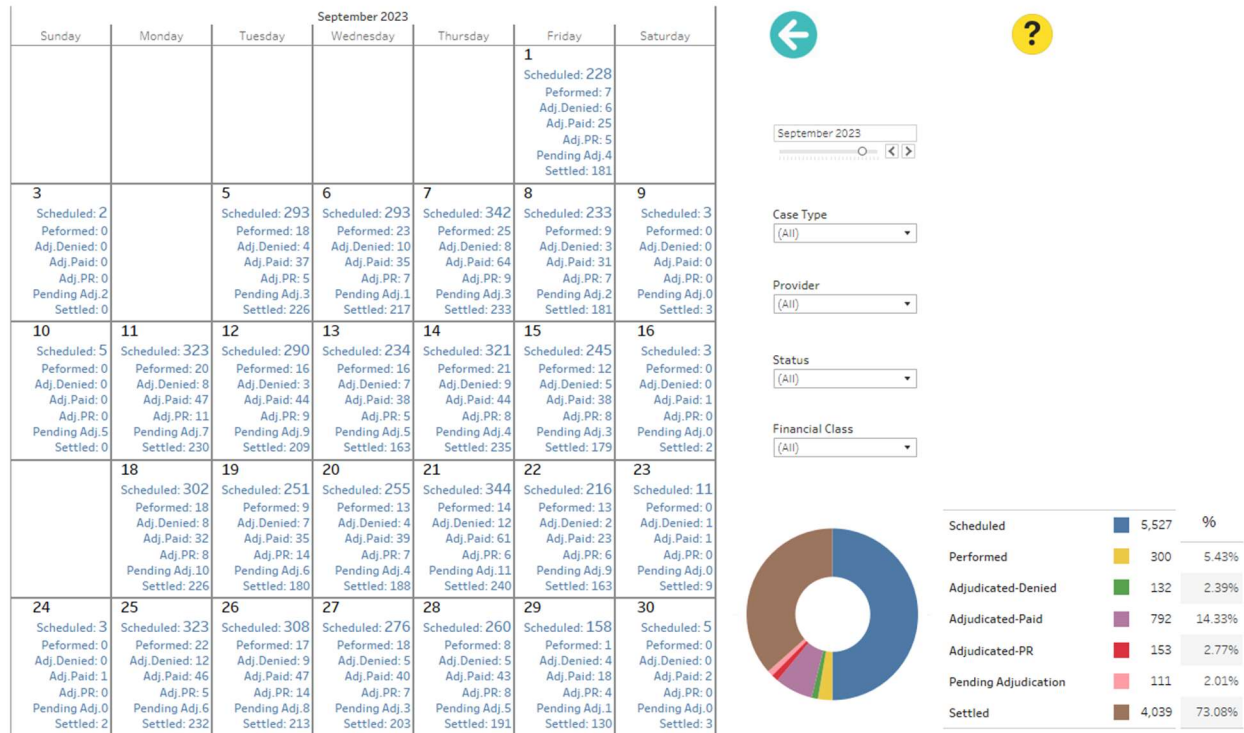 September 2023
Sunday Monday Tuesday Wednesday Thursday Friday Saturday
1
Scheduled: 228
Peformed: 7
Adj.Denied: 6
Adj.Paid: 25
Adj.PR: 5
Pending Adj.4
Settled: 181
3 5 6 7 8 9
Scheduled: 2 Scheduled: 293 Scheduled: 293 Scheduled: 342 Scheduled: 233 Scheduled: 3
Peformed: 0 Peformed: 18 Peformed: 23 Peformed: 25 Peformed: 9 Peformed: 0
Adj.Denied: 0 Adj.Denied: 4 Adj.Denied: 10 Adj.Denied: 8 Adj.Denied: 3 Adj.Denied: 0
Adj.Paid: 0 Adj.Paid: 37 Adj.Paid: 35 Adj.Paid: 64 Adj.Paid: 31 Adj.Paid: 0
Adj.PR: 0 Adj.PR: 5 Adj.PR: 7 Adj.PR: 9 Adj.PR: 7 Adj.PR: 0
Pending Adj.2 Pending Adj.3 Pending Adj.1 Pending Adj.3 Pending Adj.2 Pending Adj.0
Settled: 0 Settled: 226 Settled: 217 Settled: 233 Settled: 181 Settled: 3
10 11 12 13 14 15 16
Scheduled: 5 Scheduled: 323 Scheduled: 290 Scheduled: 234 Scheduled: 321 Scheduled: 245 Scheduled: 3
Peformed: 0 Peformed: 20 Peformed: 16 Peformed: 16 Peformed: 21 Peformed: 12 Peformed: 0
Adj.Denied: 0 Adj.Denied: 8 Adj.Denied: 3 Adj.Denied: 7 Adj.Denied: 9 Adj.Denied: 5 Adj.Denied: 0
Adj.Paid: 0 Adj.Paid: 47 Adj.Paid: 44 Adj.Paid: 38 Adj.Paid: 44 Adj.Paid: 38 Adj.Paid: 1
Adj.PR: 0 Adj.PR: 11 Adj.PR: 9 Adj.PR: 5 Adj.PR: 8 Adj.PR: 8 Adj.PR: 0
Pending Adj.5 Pending Adj.7 Pending Adj.9 Pending Adj.5 Pending Adj.4 Pending Adj.3 Pending Adj.0
Settled: 0 Settled: 230 Settled: 209 Settled: 163 Settled: 235 Settled: 179 Settled: 2
18 19 20 21 22 23
Scheduled: 302 Scheduled: 251 Scheduled: 255 Scheduled: 344 Scheduled: 216 Scheduled: 11
Peformed: 18 Peformed: 9 Peformed: 13 Peformed: 14 Peformed: 13 Peformed: 0
Adj.Denied: 8 Adj.Denied: 7 Adj.Denied: 4 Adj.Denied: 12 Adj.Denied: 2 Adj.Denied: 1
Adj.Paid: 32 Adj.Paid: 35 Adj.Paid: 39 Adj.Paid: 61 Adj.Paid: 23 Adj.Paid: 1
Adj.PR: 8 Adj.PR: 14 Adj.PR: 7 Adj.PR: 6 Adj.PR: 6 Adj.PR: 0
Pending Adj.10 Pending Adj.6 Pending Adj.4 Pending Adj.11 Pending Adj.9 Pending Adj.0
Settled: 226 Settled: 180 Settled: 188 Settled: 240 Settled: 163 Settled: 9
24 25 26 27 28 29 30
Scheduled: 3 Scheduled: 323 Scheduled: 308 Scheduled: 276 Scheduled: 260 Scheduled: 158 Scheduled: 5
Peformed: 0 Peformed: 22 Peformed: 17 Peformed: 18 Peformed: 8 Peformed: 1 Peformed: 0
Adj.Denied: 0 Adj.Denied: 12 Adj.Denied: 9 Adj.Denied: 5 Adj.Denied: 5 Adj.Denied: 4 Adj.Denied: 0
Adj.Paid: 1 Adj.Paid: 46 Adj.Paid: 47 Adj.Paid: 40 Adj.Paid: 43 Adj.Paid: 18 Adj.Paid: 2
Adj.PR: 0 Adj.PR: 5 Adj.PR: 14 Adj.PR: 7 Adj.PR: 8 Adj.PR: 4 Adj.PR: 0
Pending Adj.0 Pending Adj.6 Pending Adj.8 Pending Adj.3 Pending Adj.5 Pending Adj.1 Pending Adj.0
Settled: 2 Settled: 232 Settled: 213 Settled: 203 Settled: 191 Settled: 130 Settled: 3
?
September 2023
Case Type
(All)
Provider
(All)
Status
(All)
Financial Class
(All)
Scheduled 5,527 %
Performed 300 5.43%
Adjudicated-Denied 132 2.39%
Adjudicated-Paid 792 14.33%
Adjudicated-PR 153 2.77%
Pending Adjudication 111 2.01%
Settled 4,039 73.08%